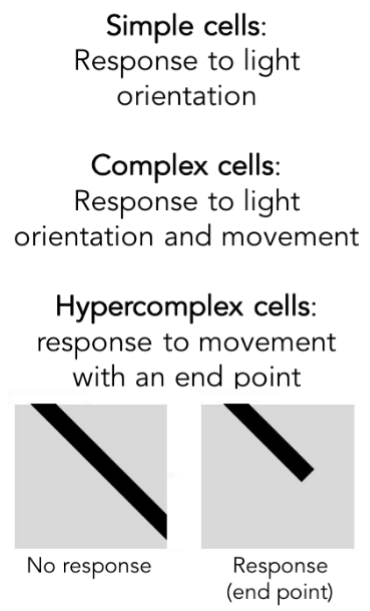 Simple cells:
Response to light
orientation
Complex cells:
Response to light
orientation and movement
Hypercomplex cells:
response to movement
with an end point
No response
Response
(end point)